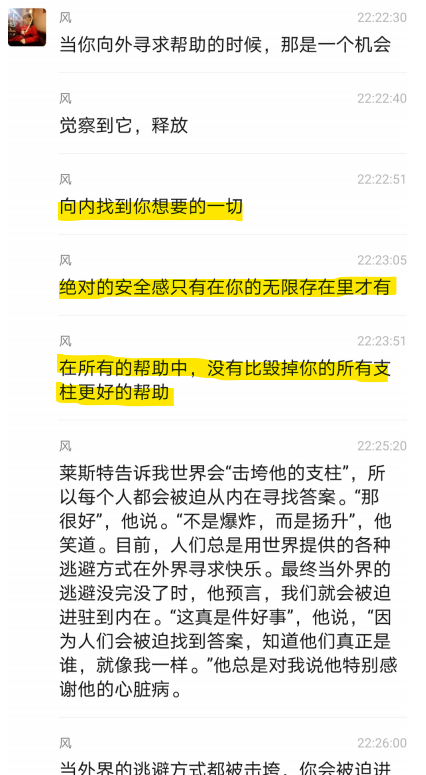 风
22:22:30
当你向外寻求帮助的时候，那是一个机会
风
22:22:40
觉察到它，释放
风
22:22:51
向内找到你想要的一切
风
22:23:05
绝对的安全感只有在你的无限存在里才有
风
22:23:51
在所有的帮助中，没有比毁掉你的所有支
柱更好的帮助
风
22:25:20
莱斯特告诉我世界会“击垮他的支柱”，所
以每个人都会被迫从内在寻找答案。“那
很好”，他说。“不是爆炸，而是扬升”，他
笑道。目前，人们总是用世界提供的各种
逃避方式在外界寻求快乐。最终当外界的
逃避没完没了时，他预言，我们就会被迫
进驻到内在。“这真是件好事”，他说，“因
为人们会被迫找到答案，知道他们真正是
谁，就像我一样。”他总是对我说他特别感
谢他的心脏病。
风
22:26:00
当外界的逃避方式都被击垮，你会被迫进